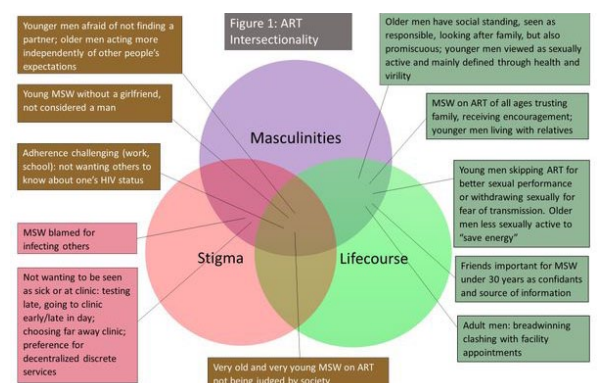 Younger men afraid of not finding a
partner; older men acting more
independently of other people's
expectations
Figure 1: ART
Intersectionality
Older men have social standing, seen as
responsible, looking after family, but also
promiscuous; younger men viewed as sexually
active and mainly defined through health and
virility
Young MSW without a girlfriend,
not considered a man
MSW on ART of all ages trusting
family, receiving encouragement;
younger men living with relatives
Masculinities
Adherence challenging (work,
school): not wanting others to
know about one's HIV status
Young men skipping ART for
better sexual performance
or withdrawing sexually for
fear of transmission. Older
men less sexually active to
"save energy"
MSW blamed for
infecting others
Stigma
Lifecourse
Friends important for MSW
under 30 years as confidants
and source of information
Not wanting to be seen
as sick or at clinic: testing
late, going to clinic
early/late in day;
choosing far away clinic;
preference for
decentralized discrete
services
Adult men: breadwinning
clashing with facility
appointments
Very old and very young MSW on ART
not being judged by society